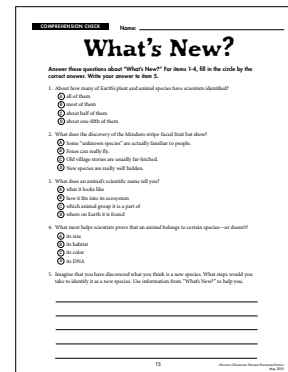 COMPREHENSION CHECK
Name:
What's New?
Answer these questions about "What's New?" For items 1-4, fill in the circle by the
correct answer. Write your answer to item 5.
1. About how many of Earth's plant and animal species have scientists identified?
A all of them
B most of them
C about half of them
D about one-fifth of them
2. What does the discovery of the Mindoro stripe-faced fruit bat show?
A Some "unknown species" are actually familiar to people.
B Foxes can really fly.
C Old village stories are usually far-fetched.
D New species are really well hidden.
3. What does an animal's scientific name tell you?
A what it looks like
B how it fits into its ecosystem
C which animal group it is a part of
D where on Earth it is found
4. What most helps scientists prove that an animal belongs to certain species—or doesn't?
A its size
B its habitat
C its color
D its DNA
5. Imagine that you have discovered what you think is a new species. What steps would you
take to identify it as a new species. Use information from "What's New?" to help you.
T5
National Geographic Explorer Pathfinder Edition
May 2010